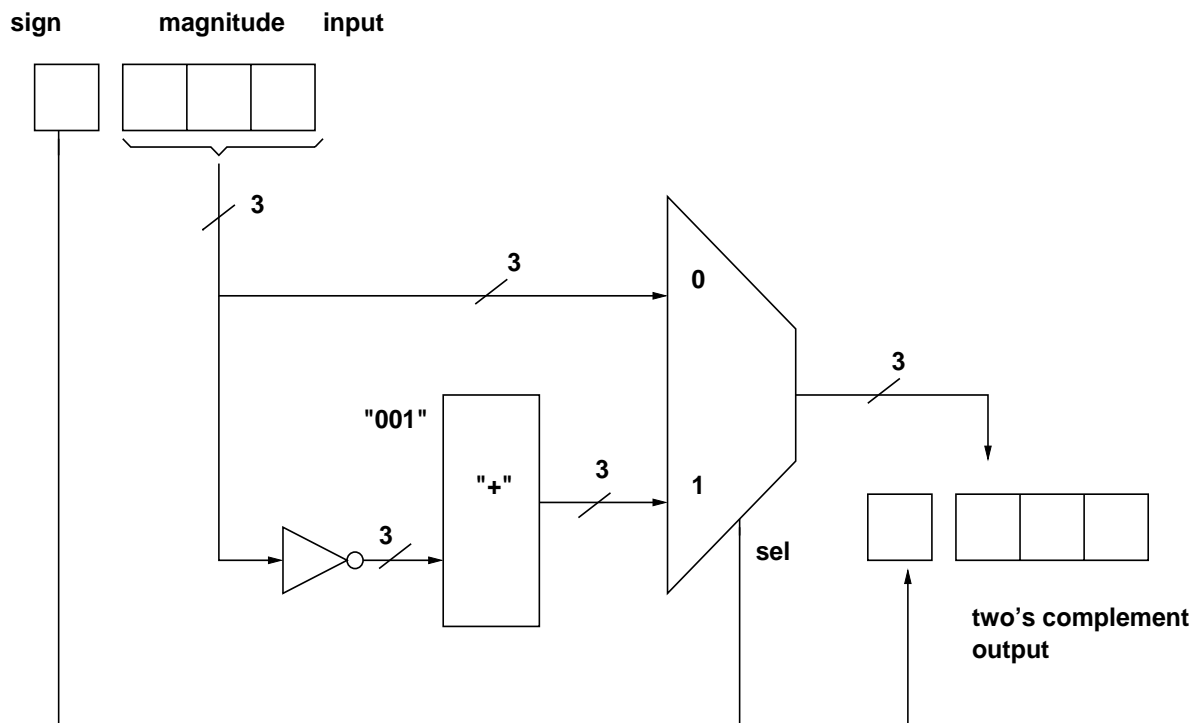 sign magnitude input
3
3
0
3
"001"
"+"
3
1
3
sel
two's complement
output